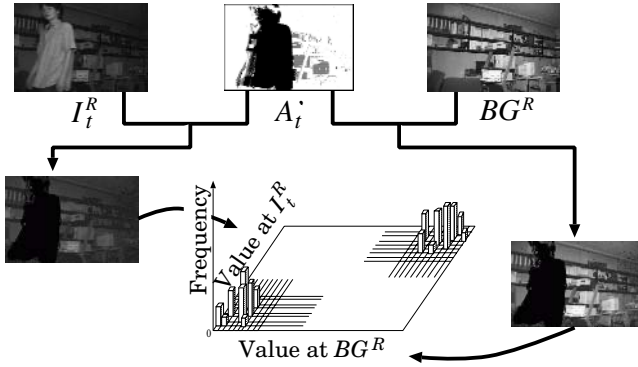 I_t^R
A_t^•
BG^R
Frequency
Value at I_t^R
0
Value at BG^R